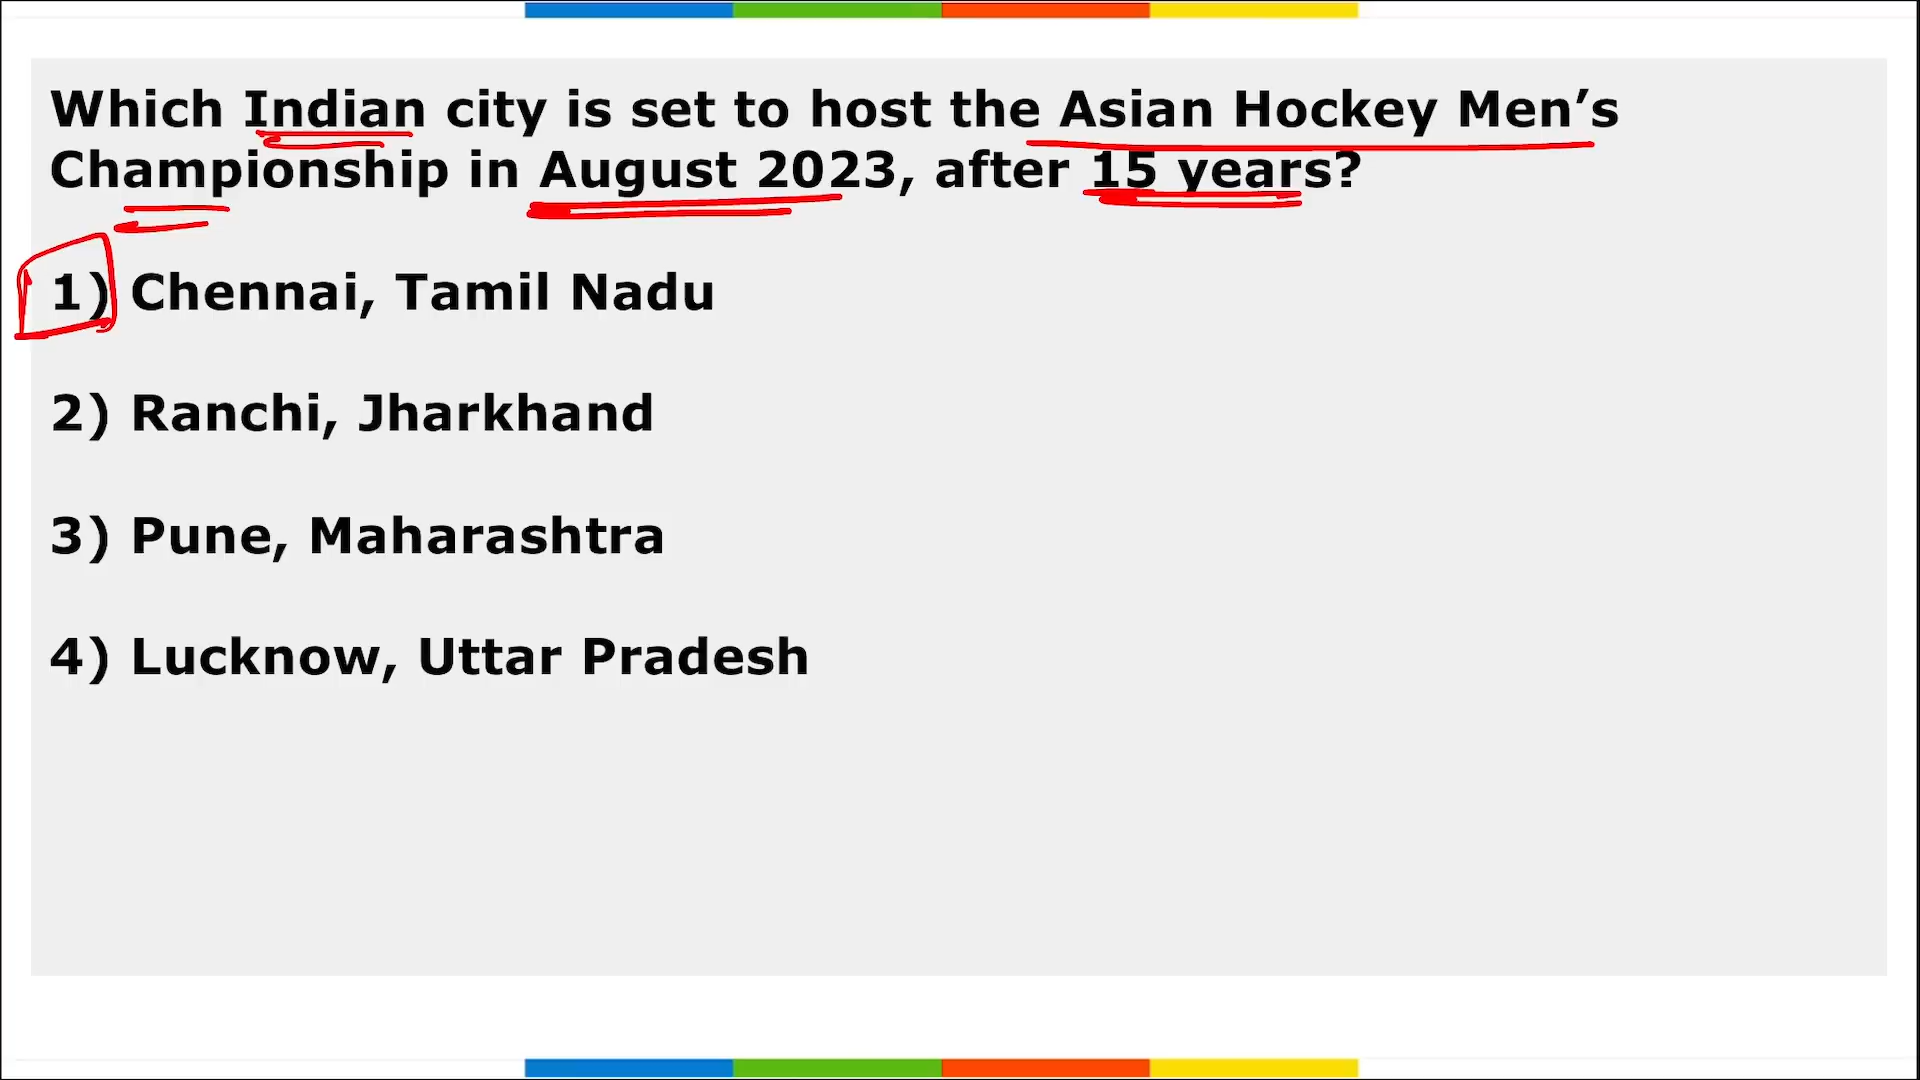 Which Indian city is set to host the Asian Hockey Men’s
Championship in August 2023, after 15 years?
1) Chennai, Tamil Nadu
2) Ranchi, Jharkhand
3) Pune, Maharashtra
4) Lucknow, Uttar Pradesh